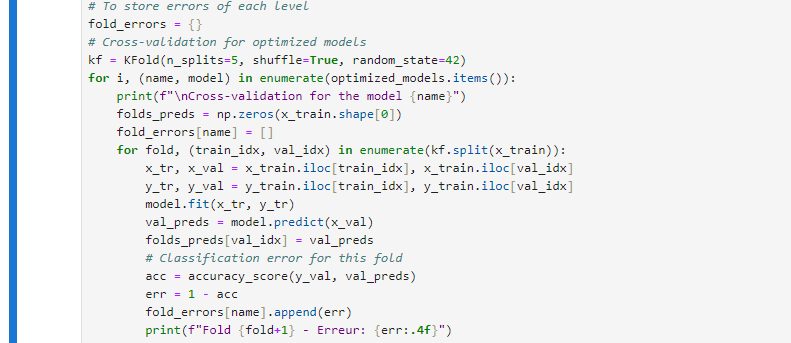 # To store errors of each level
fold_errors = {}
# Cross-validation for optimized models
kf = KFold(n_splits=5, shuffle=True, random_state=42)
for i, (name, model) in enumerate(optimized_models.items()):
    print(f"\nCross-validation for the model {name}")
    folds_preds = np.zeros(x_train.shape[0])
    fold_errors[name] = []
    for fold, (train_idx, val_idx) in enumerate(kf.split(x_train)):
        x_tr, x_val = x_train.iloc[train_idx], x_train.iloc[val_idx]
        y_tr, y_val = y_train.iloc[train_idx], y_train.iloc[val_idx]
        model.fit(x_tr, y_tr)
        val_preds = model.predict(x_val)
        folds_preds[val_idx] = val_preds
        # Classification error for this fold
        acc = accuracy_score(y_val, val_preds)
        err = 1 - acc
        fold_errors[name].append(err)
        print(f"Fold {fold+1} - Erreur: {err:.4f}")